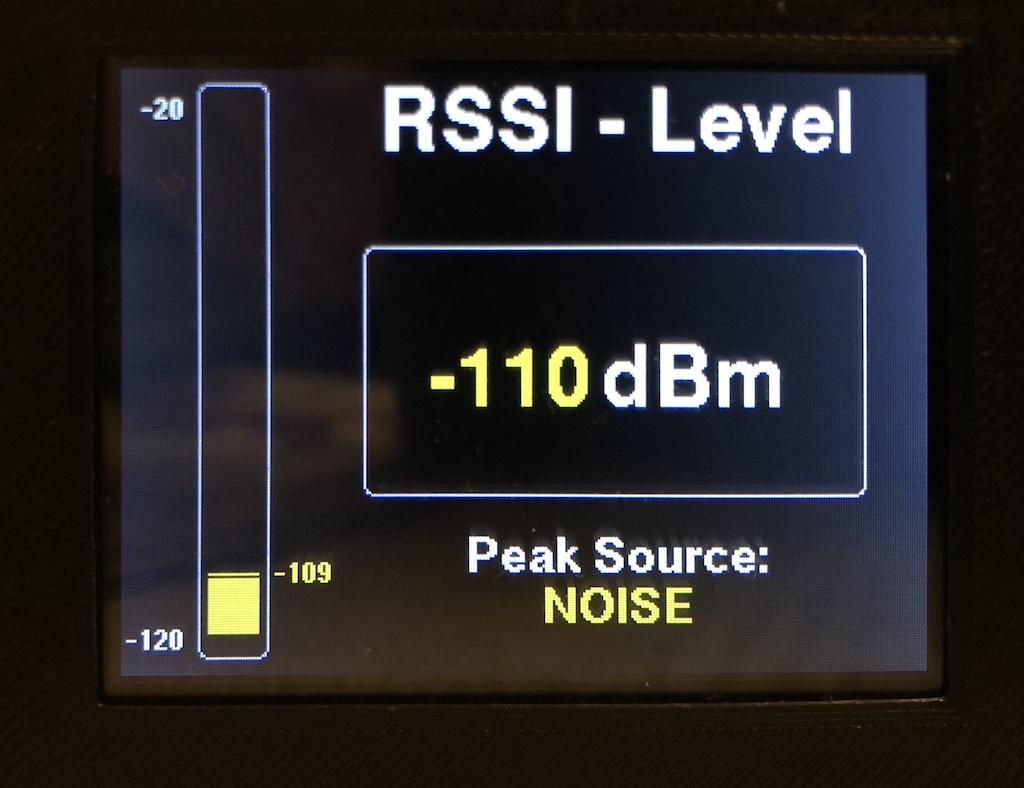 RSSI - Level
-20
-110 dBm
-109
-120
Peak Source:
NOISE